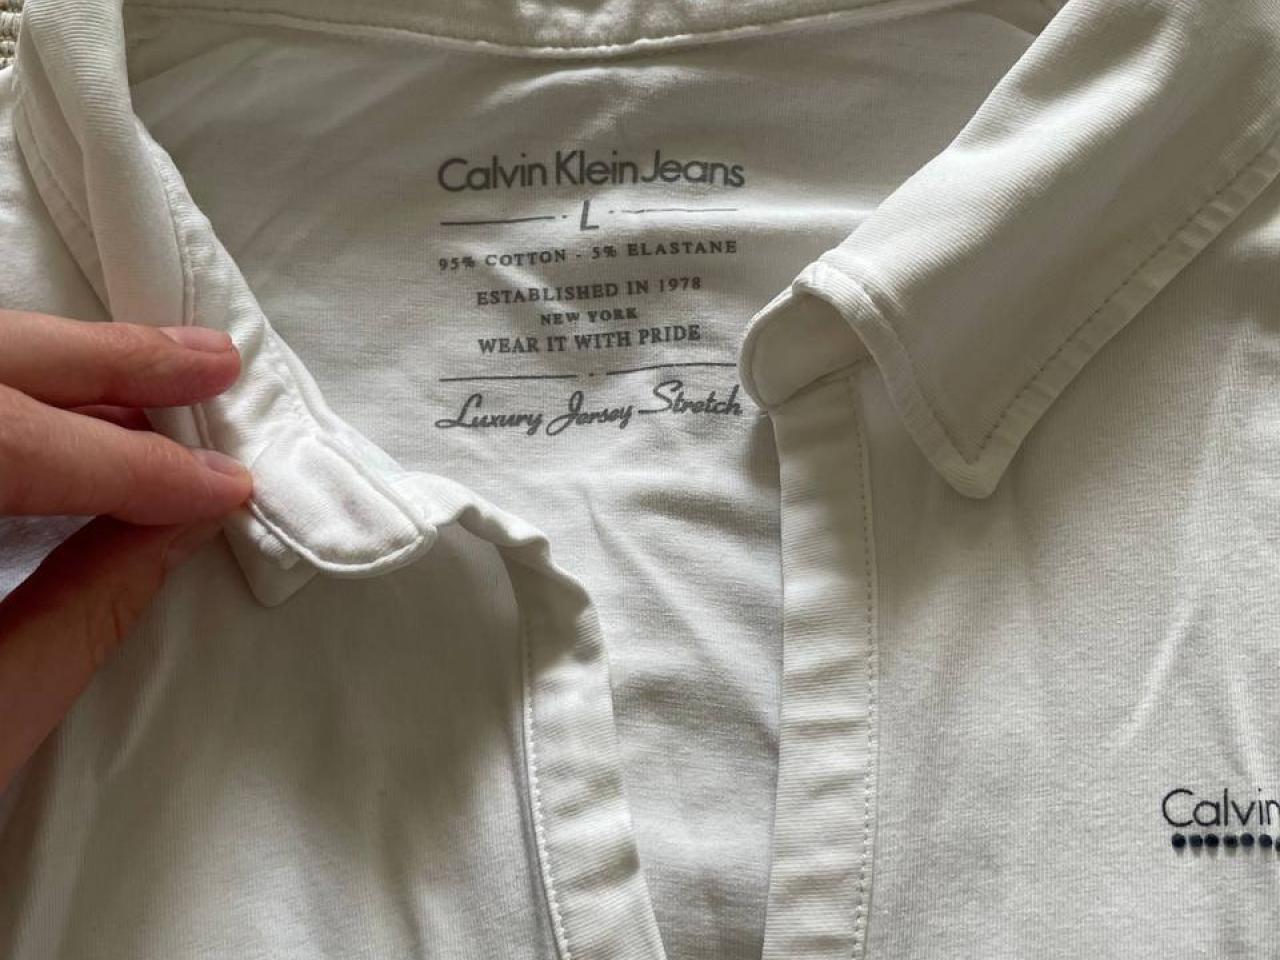 Calvin Klein Jeans
L
95% COTTON - 5% ELASTANE
ESTABLISHED IN 1978
NEW YORK
WEAR IT WITH PRIDE
Luxury Jersey Stretch
Calvin